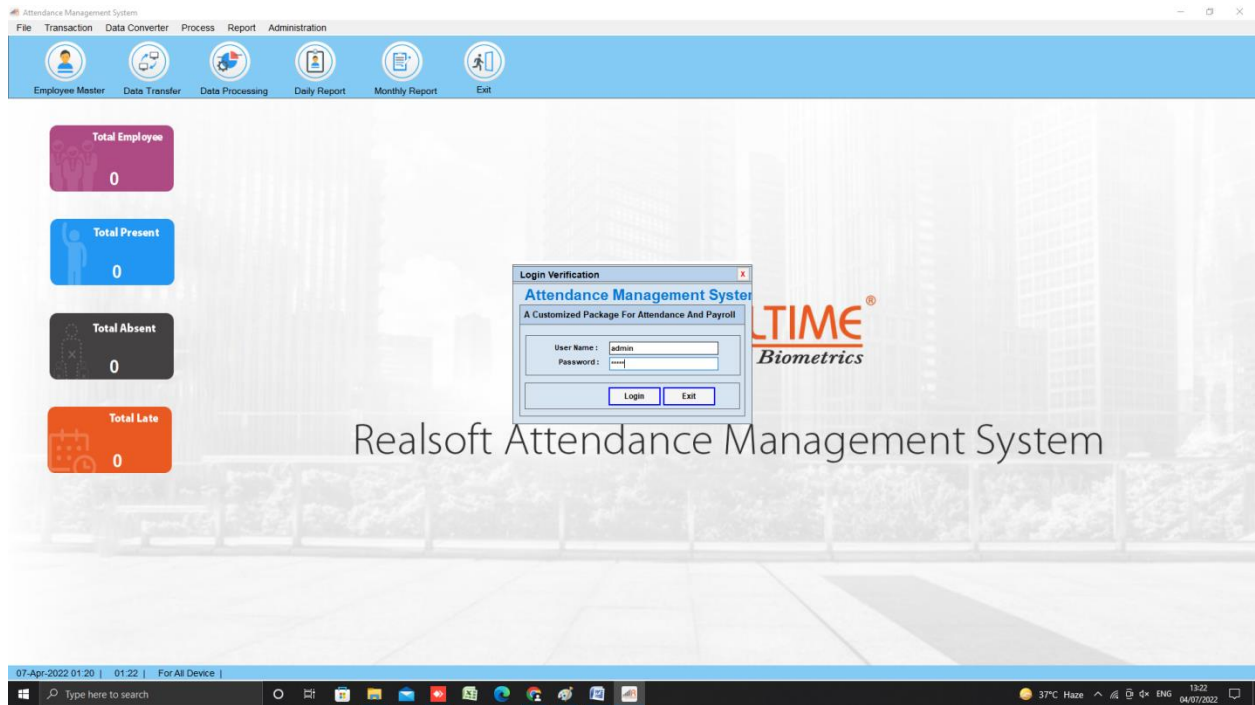 Attendance Management System
File Transaction Data Converter Process Report Administration
Employee Master Data Transfer Data Processing Daily Report Monthly Report Exit
Total Employee
0
Total Present
0
Total Absent
0
Total Late
0
Login Verification X
Attendance Management System
A Customized Package For Attendance And Payroll
User Name : admin
Password : *****
Login Exit
LTIME ®
Biometrics
Realsoft Attendance Management System
07-Apr-2022 01:20 | 01:22 | For All Device |
Type here to search
37°C Haze ENG 13:22
04/07/2022